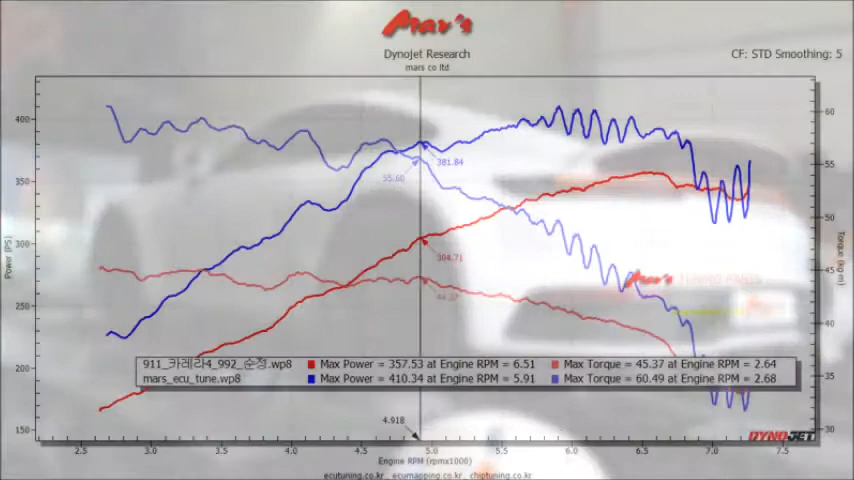 Mars
Dynojet Research
mars co ltd
CF: STD Smoothing: 5
400
350
300
250
200
150
Power (PS)
60
55
50
45
40
35
30
Torque (kg·m)
381.84
55.60
304.71
44.37
Mars
911_카레라4_992_순정.wp8 Max Power = 357.53 at Engine RPM = 6.51 Max Torque = 45.37 at Engine RPM = 2.64
mars_ecu_tune.wp8 Max Power = 410.34 at Engine RPM = 5.91 Max Torque = 60.49 at Engine RPM = 2.68
4.918
DYNOJET
2.5 3.0 3.5 4.0 4.5 5.0 5.5 6.0 6.5 7.0 7.5
Engine RPM (rpmx1000)
ecutuning.co.kr , ecumapping.co.kr , chiptuning.co.kr